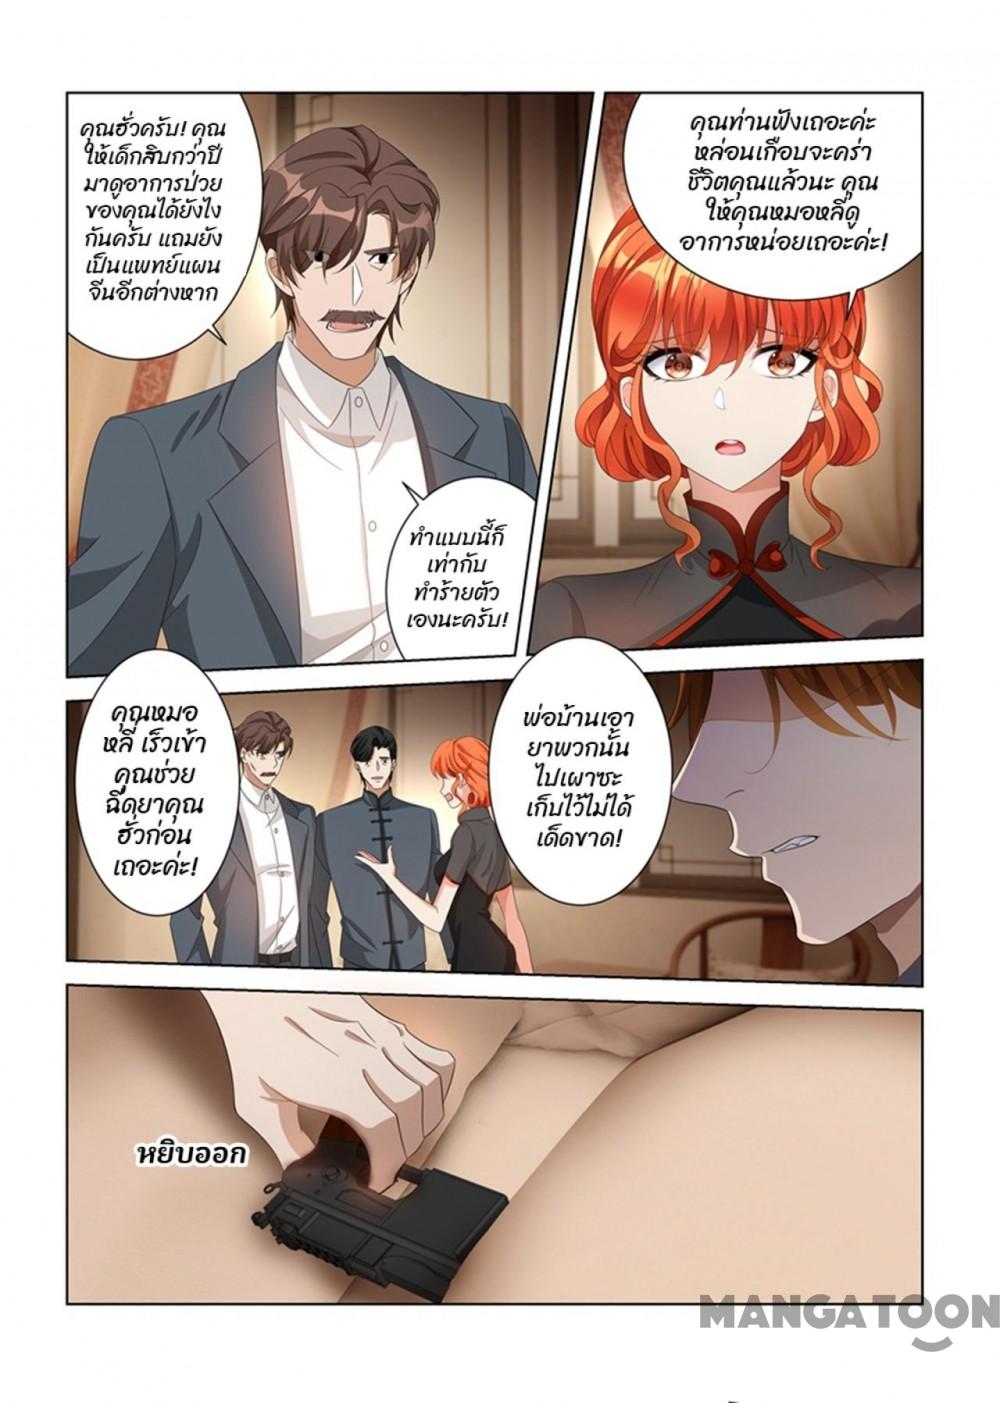 คุณฮั่วครับ! คุณ
ให้เด็กสิบกว่าปี
มาดูอาการป่วย
ของคุณได้ยังไง
กันครับ แถมยัง
เป็นแพทย์แผน
จีนอีกต่างหาก
คุณท่านฟังเถอะค่ะ
หล่อนเกือบจะคร่า
ชีวิตคุณแล้วนะ คุณ
ให้คุณหมอหลี่ดู
อาการหน่อยเถอะค่ะ!
ทำแบบนี้ก็
เท่ากับ
ทำร้ายตัว
เองนะครับ!
คุณหมอ
หลี่ เร็วเข้า
คุณช่วย
ฉีดยาคุณ
ฮั่วก่อน
เถอะค่ะ!
พ่อบ้านเอา
ยาพวกนั้น
ไปเผาซะ
เก็บไว้ไม่ได้
เด็ดขาด!
หยิบออก
MANGATOON